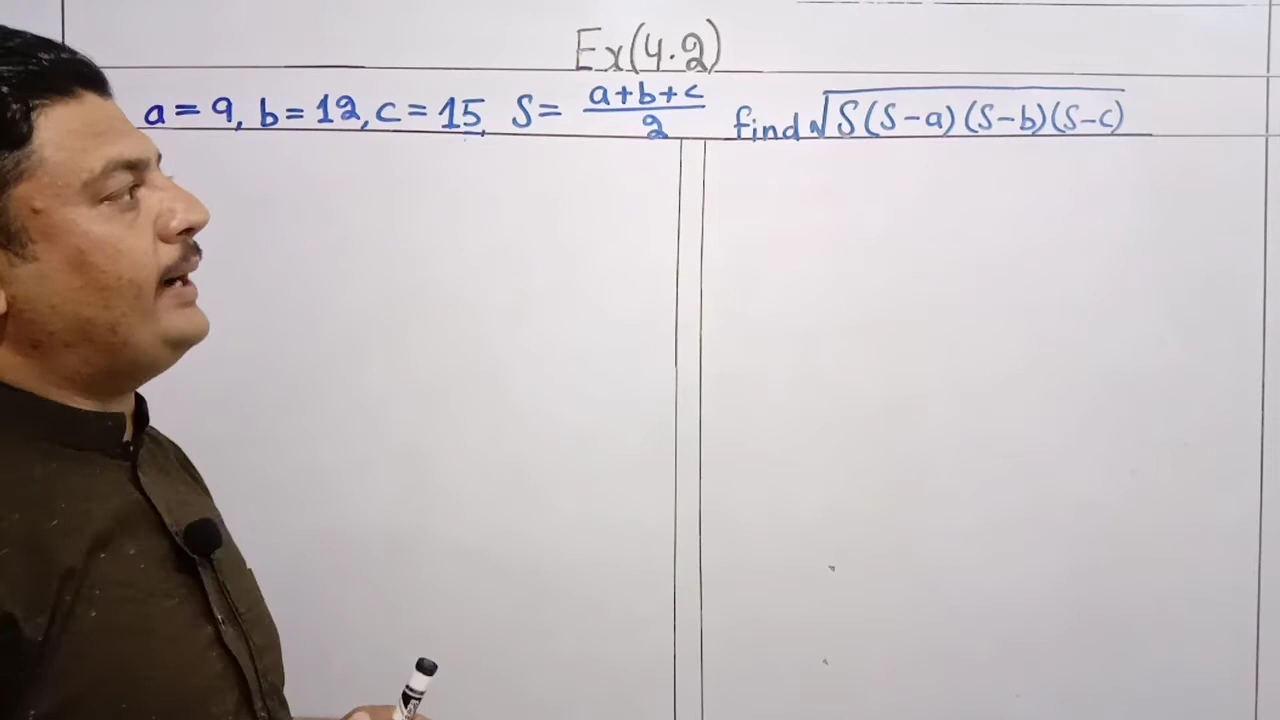 Ex(4.2)
a=9, b=12, c=15, S= a+b+c/2 find √S(S-a)(S-b)(S-c)